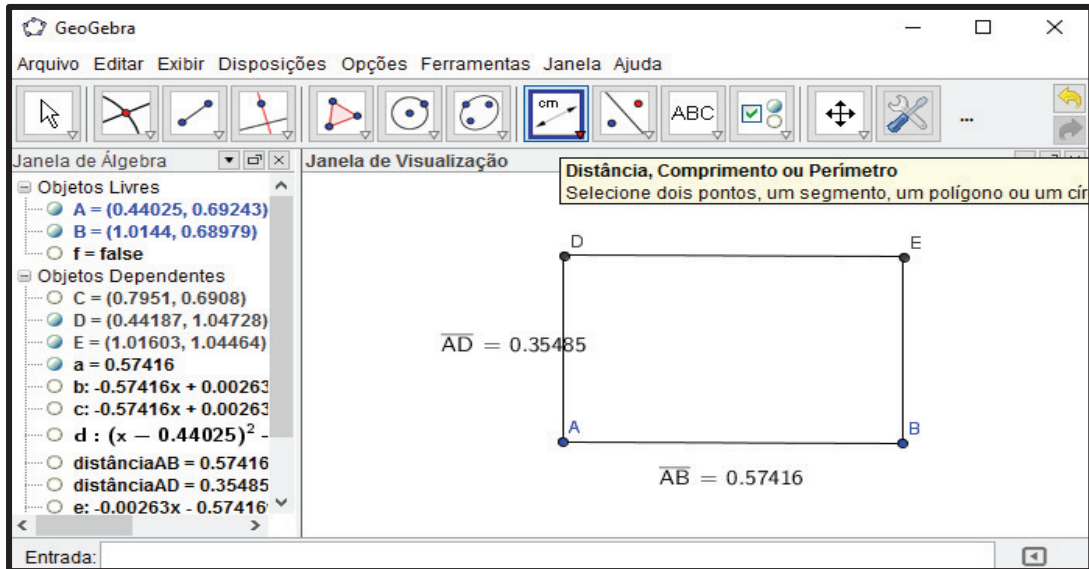 GeoGebra
Arquivo Editar Exibir Disposições Opções Ferramentas Janela Ajuda
cm
ABC
...
Janela de Álgebra
Janela de Visualização
Distância, Comprimento ou Perímetro
Selecione dois pontos, um segmento, um polígono ou um cír
Objetos Livres
A = (0.44025, 0.69243)
B = (1.0144, 0.68979)
f = false
Objetos Dependentes
C = (0.7951, 0.6908)
D = (0.44187, 1.04728)
E = (1.01603, 1.04464)
a = 0.57416
b: -0.57416x + 0.00263
c: -0.57416x + 0.00263
d : (x − 0.44025)² -
distânciaAB = 0.57416
distânciaAD = 0.35485
e: -0.00263x - 0.57416
D
E
AD = 0.35485
A
B
AB = 0.57416
Entrada: